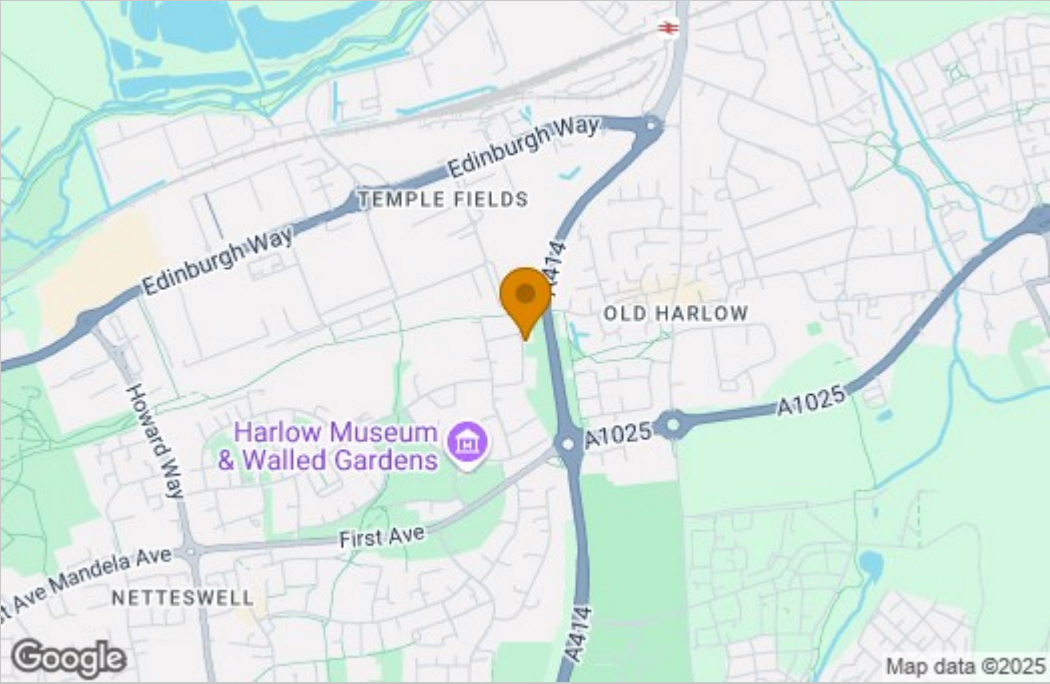 Edinburgh Way
TEMPLE FIELDS
Edinburgh Way
A414
OLD HARLOW
A1025
Howard Way
Harlow Museum
& Walled Gardens
A1025
First Ave
st Ave Mandela Ave
NETTESWELL
A414
Google
Map data ©2025